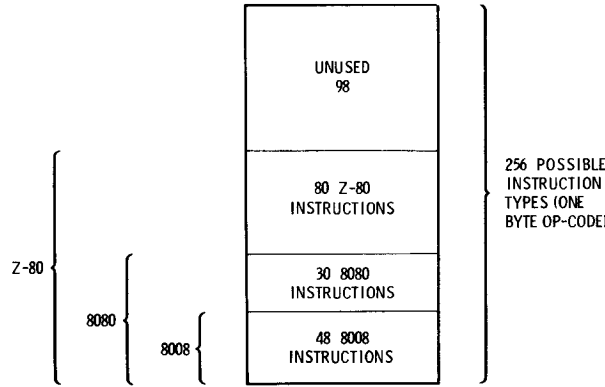 UNUSED
98
256 POSSIBLE
INSTRUCTION
TYPES (ONE
BYTE OP-CODE
80 Z-80
INSTRUCTIONS
Z-80
30 8080
INSTRUCTIONS
8080
8008
48 8008
INSTRUCTIONS